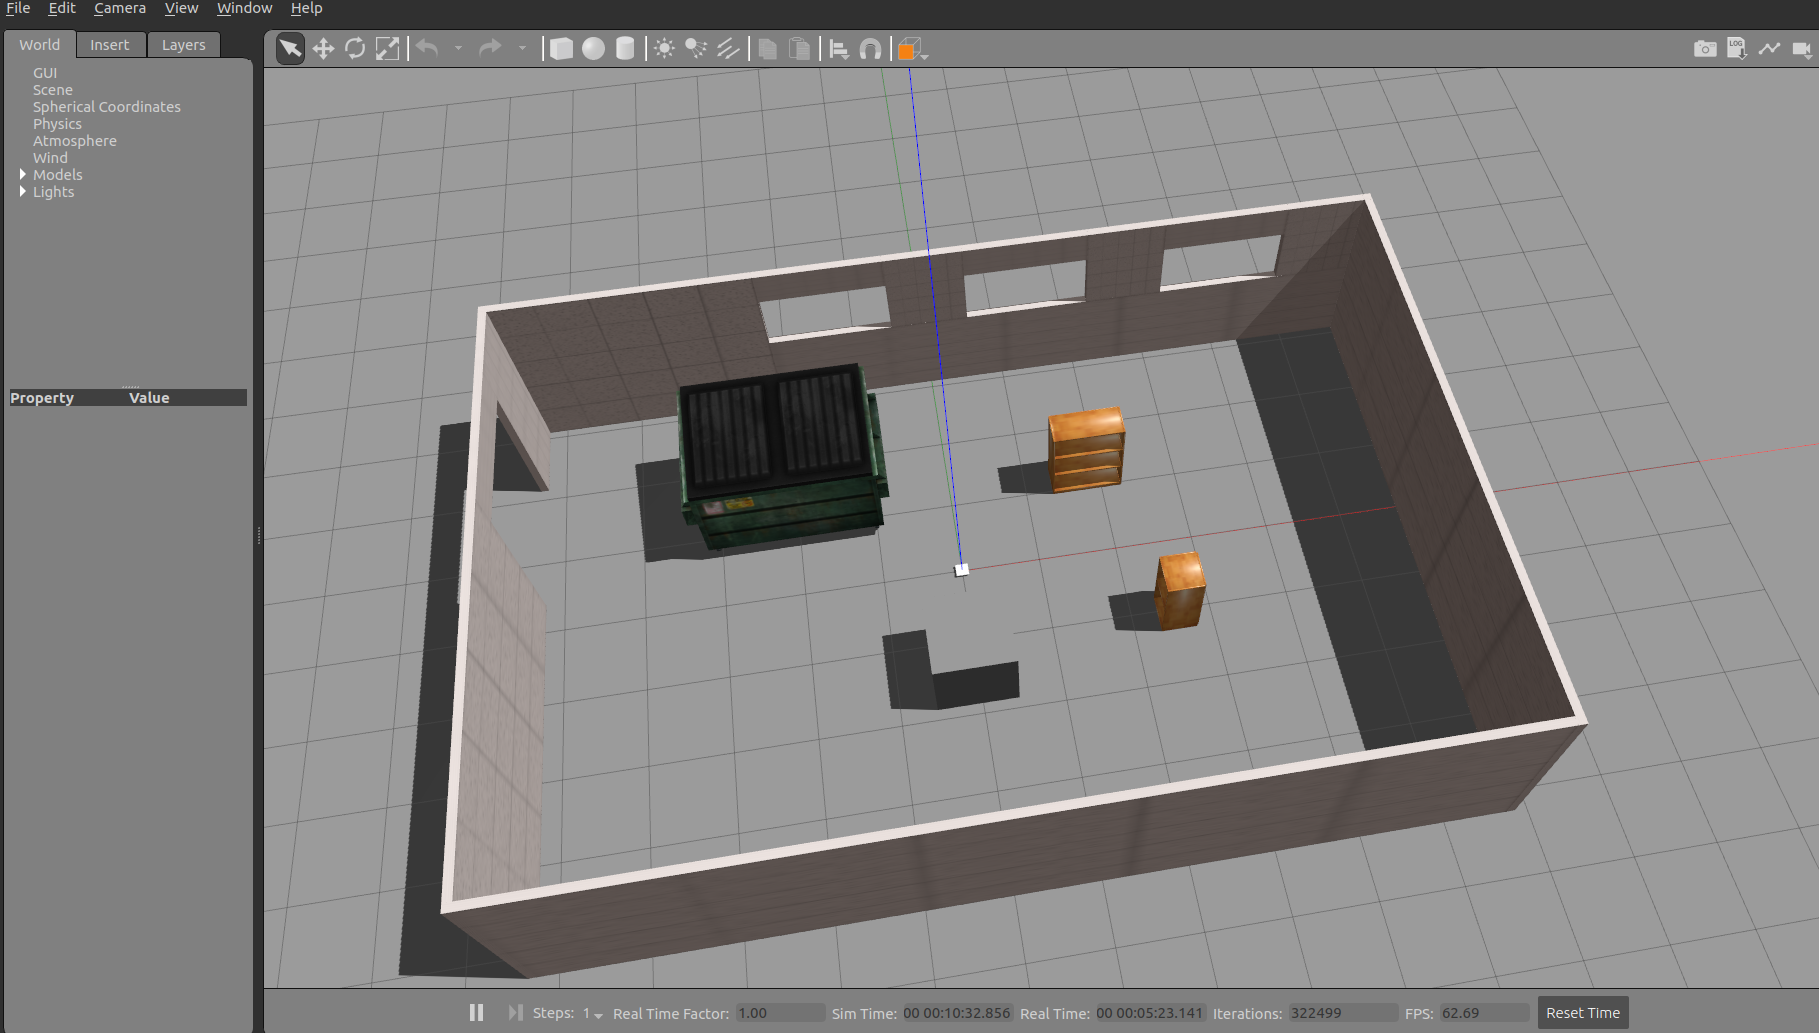 File Edit Camera View Window Help
World Insert Layers
LOG
GUI
Scene
Spherical Coordinates
Physics
Atmosphere
Wind
Models
Lights
Property Value
Steps: 1 Real Time Factor: 1.00 Sim Time: 00 00:10:32.856 Real Time: 00 00:05:23.141 Iterations: 322499 FPS: 62.69 Reset Time